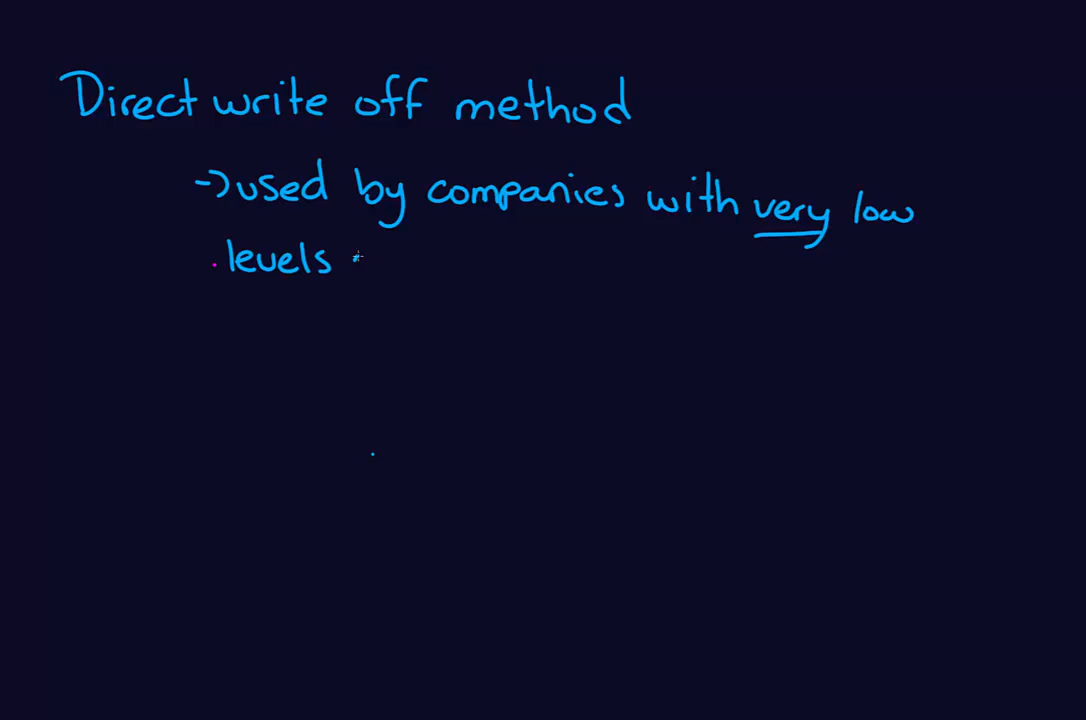 Direct write off method
→ used by companies with very low
levels